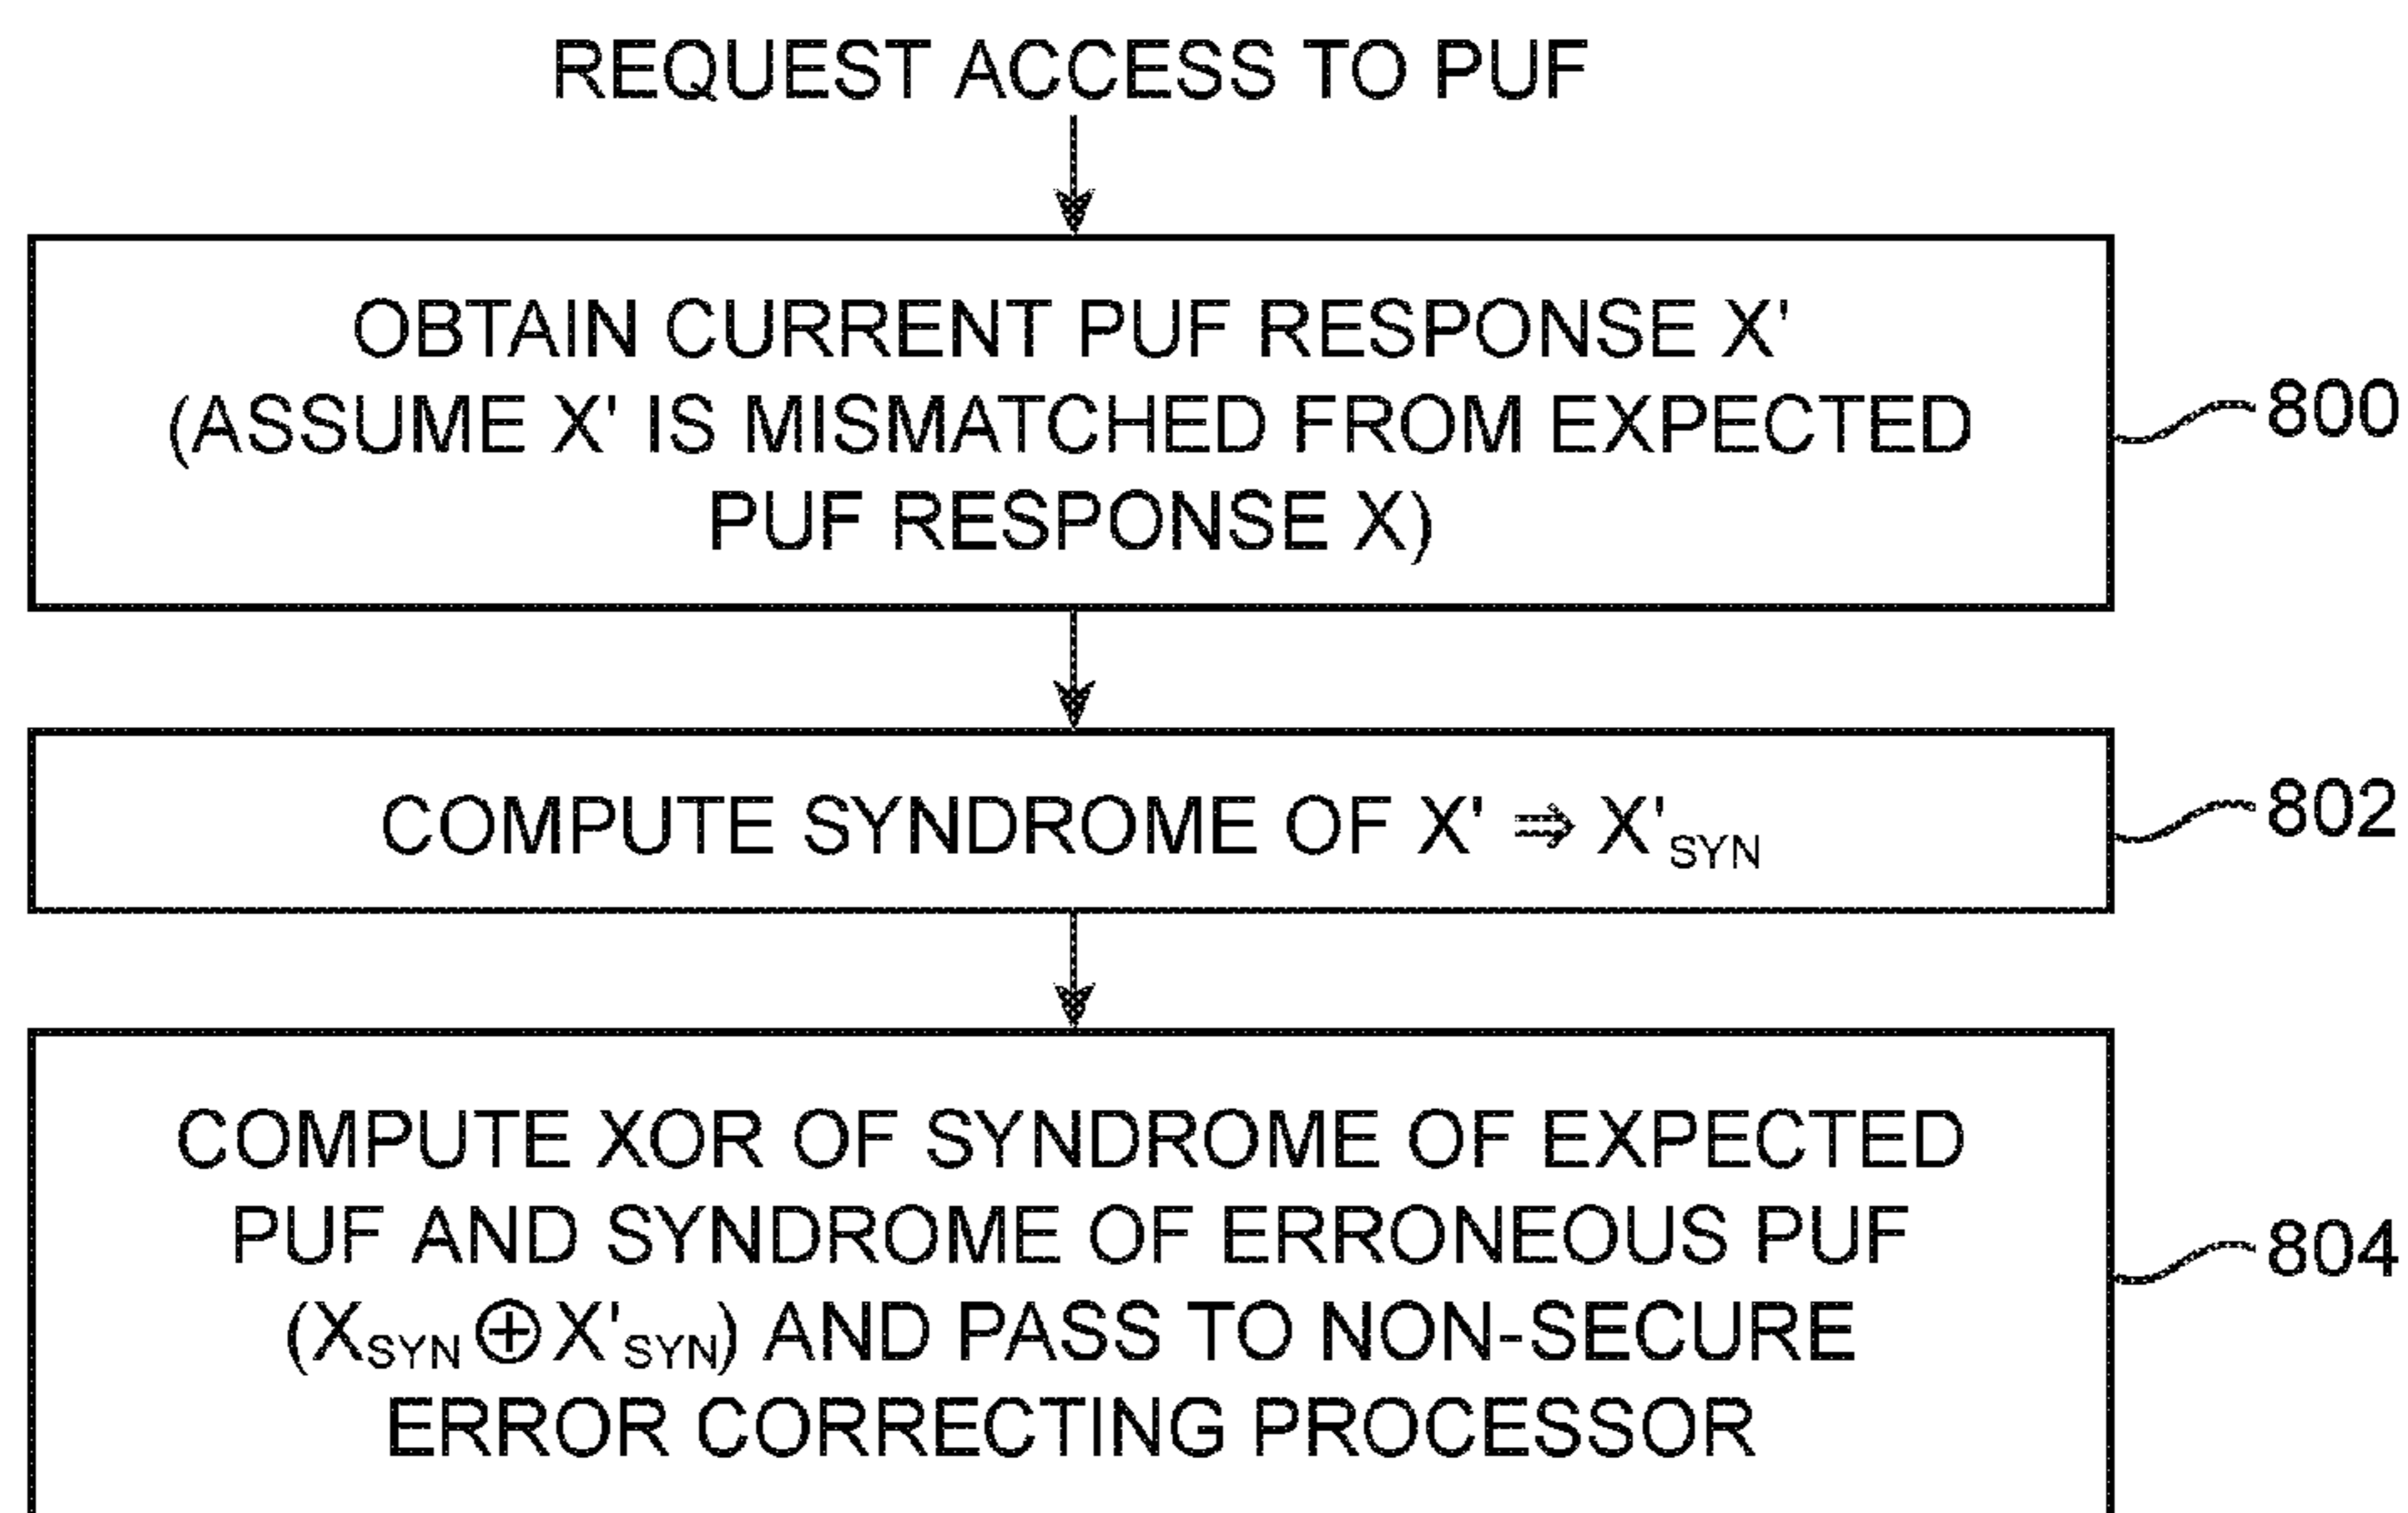 REQUEST ACCESS TO PUF
OBTAIN CURRENT PUF RESPONSE X'
(ASSUME X' IS MISMATCHED FROM EXPECTED
PUF RESPONSE X)
800
COMPUTE SYNDROME OF X' ⇒ X'SYN
802
COMPUTE XOR OF SYNDROME OF EXPECTED
PUF AND SYNDROME OF ERRONEOUS PUF
(XSYN ⊕ X'SYN) AND PASS TO NON-SECURE
ERROR CORRECTING PROCESSOR
804